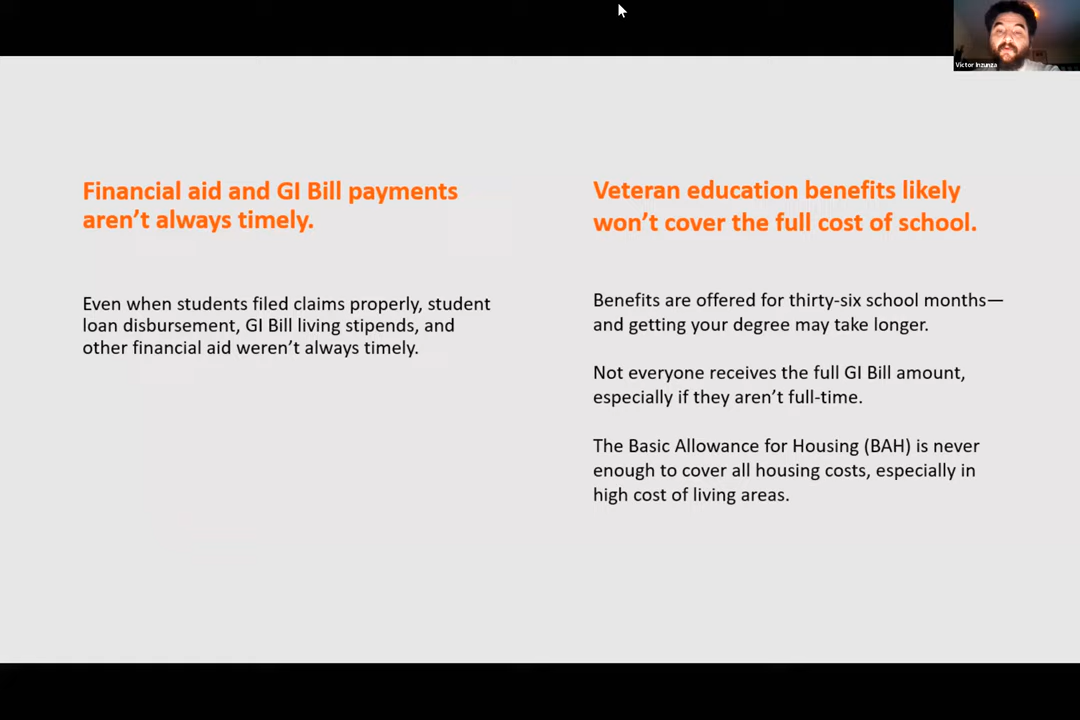 Victor Inzunza
Financial aid and GI Bill payments
aren’t always timely.
Even when students filed claims properly, student
loan disbursement, GI Bill living stipends, and
other financial aid weren’t always timely.
Veteran education benefits likely
won’t cover the full cost of school.
Benefits are offered for thirty-six school months—
and getting your degree may take longer.
Not everyone receives the full GI Bill amount,
especially if they aren’t full-time.
The Basic Allowance for Housing (BAH) is never
enough to cover all housing costs, especially in
high cost of living areas.